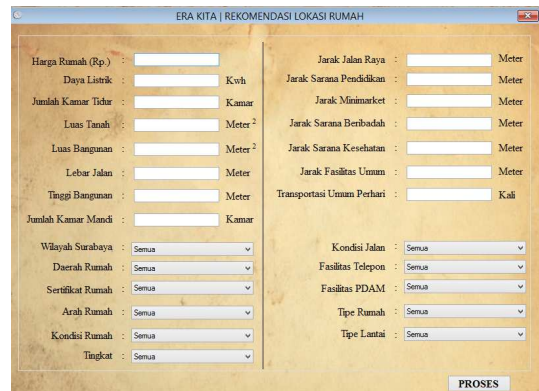 ERA KITA | REKOMENDASI LOKASI RUMAH
Harga Rumah (Rp.) :
Daya Listrik : Kwh
Jumlah Kamar Tidur : Kamar
Luas Tanah : Meter 2
Luas Bangunan : Meter 2
Lebar Jalan : Meter
Tinggi Bangunan : Meter
Jumlah Kamar Mandi : Kamar
Wilayah Surabaya : Semua
Daerah Rumah : Semua
Sertifikat Rumah : Semua
Arah Rumah : Semua
Kondisi Rumah : Semua
Tingkat : Semua
Jarak Jalan Raya : Meter
Jarak Sarana Pendidikan : Meter
Jarak Minimarket : Meter
Jarak Sarana Beribadah : Meter
Jarak Sarana Kesehatan : Meter
Jarak Fasilitas Umum : Meter
Transportasi Umum Perhari : Kali
Kondisi Jalan : Semua
Fasilitas Telepon : Semua
Fasilitas PDAM : Semua
Tipe Rumah : Semua
Tipe Lantai : Semua
PROSES